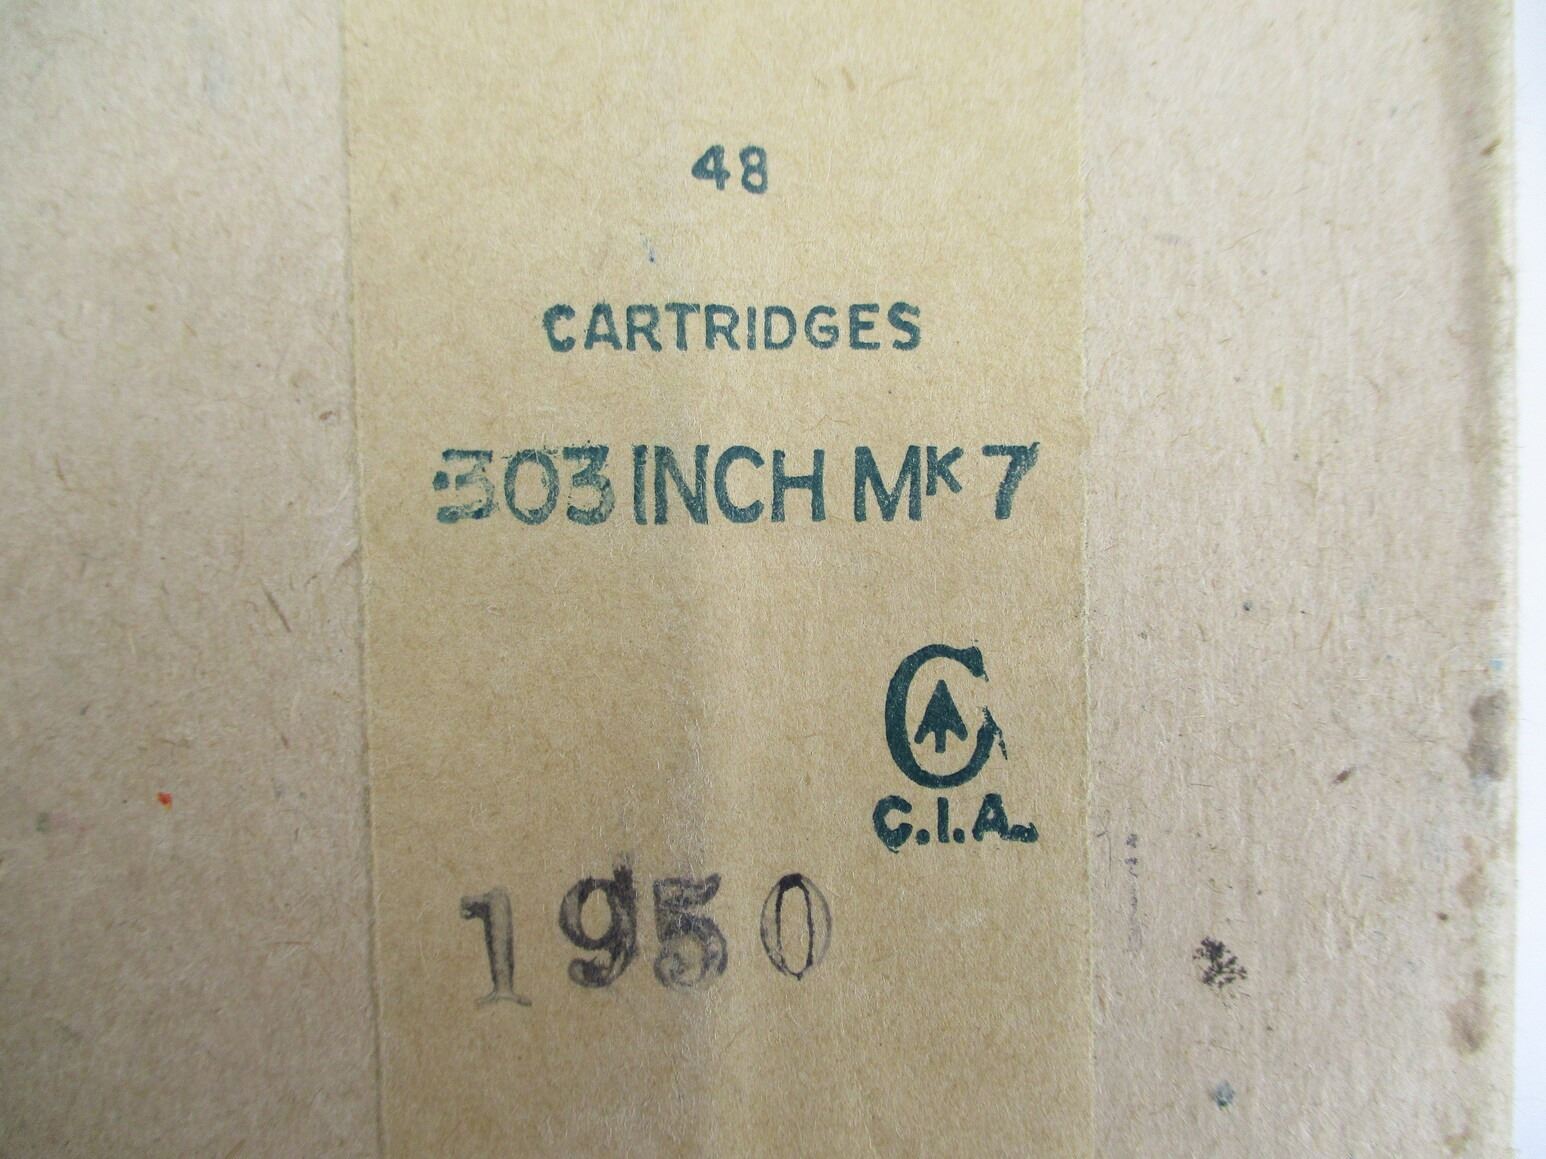 48
CARTRIDGES
.303 INCH MK 7
C
C.I.A.
1950